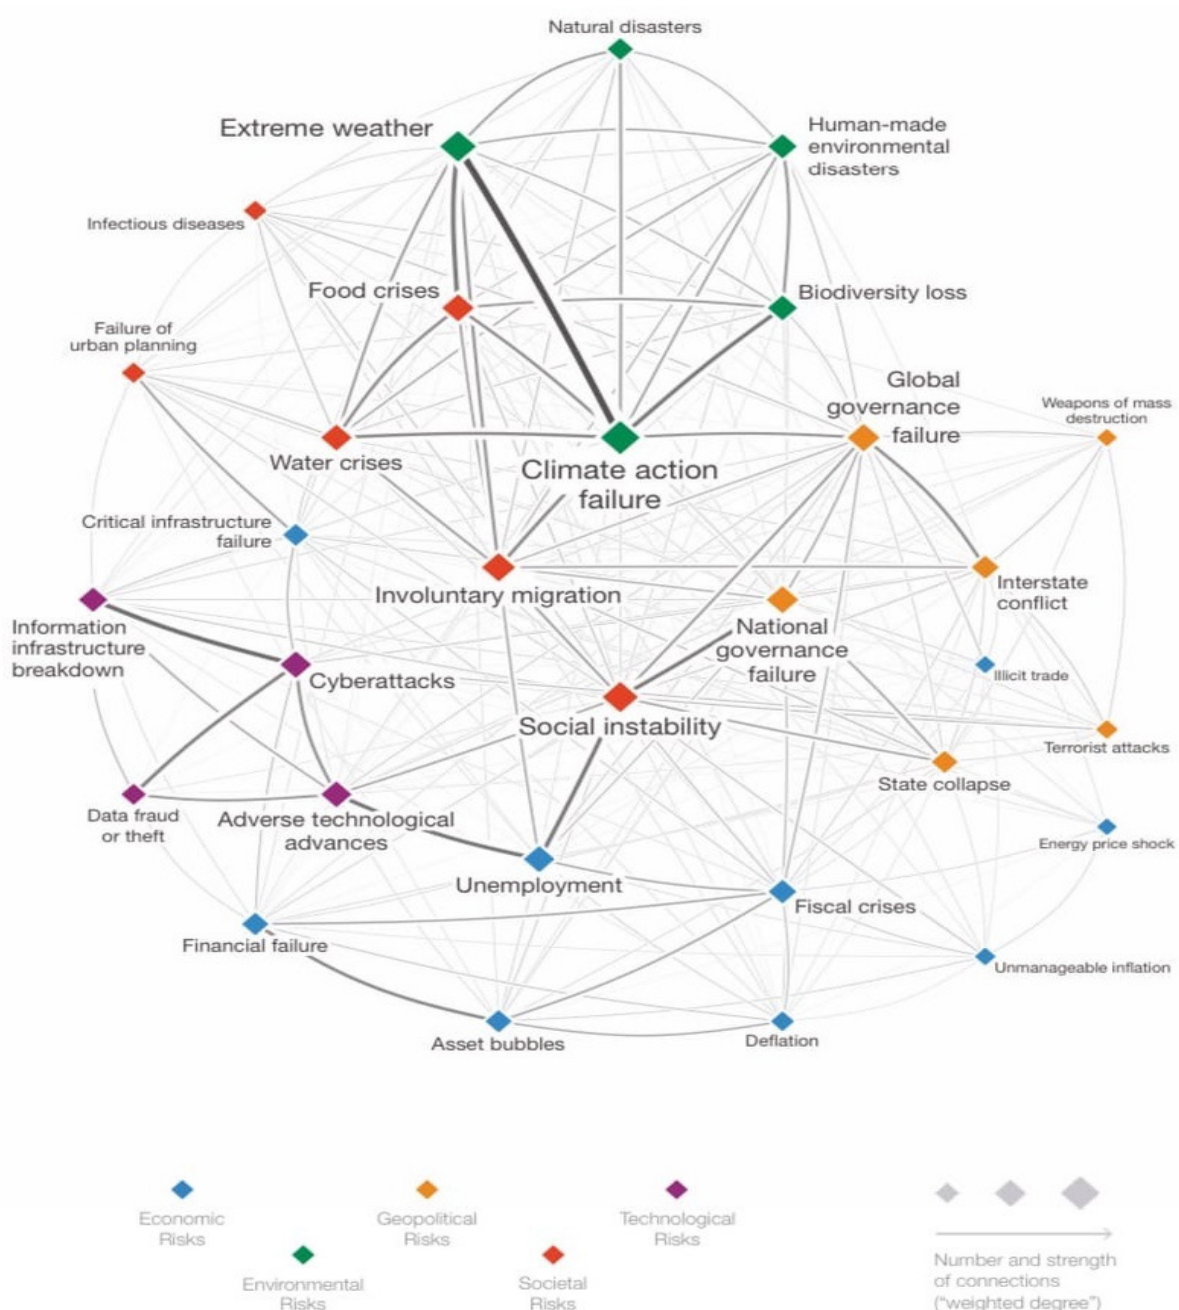 Natural disasters
Extreme weather
Human-made
environmental
disasters
Infectious diseases
Food crises
Biodiversity loss
Failure of
urban planning
Global
governance
failure
Weapons of mass
destruction
Water crises
Climate action
failure
Critical infrastructure
failure
Involuntary migration
Interstate
conflict
Information
infrastructure
breakdown
National
governance
failure
Cyberattacks
Illicit trade
Social instability
Terrorist attacks
State collapse
Data fraud
or theft
Adverse technological
advances
Energy price shock
Unemployment
Fiscal crises
Financial failure
Unmanageable inflation
Asset bubbles
Deflation
Economic
Risks
Geopolitical
Risks
Technological
Risks
Environmental
Risks
Societal
Risks
Number and strength
of connections
("weighted degree")